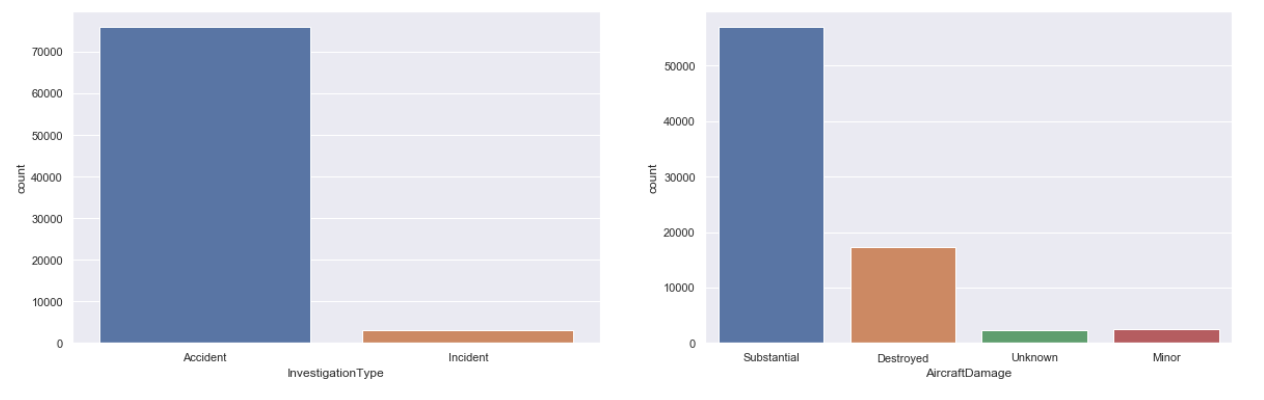 70000
60000
50000
40000
30000
20000
10000
0
count
Accident Incident
InvestigationType
50000
40000
30000
20000
10000
0
count
Substantial Destroyed Unknown Minor
AircraftDamage